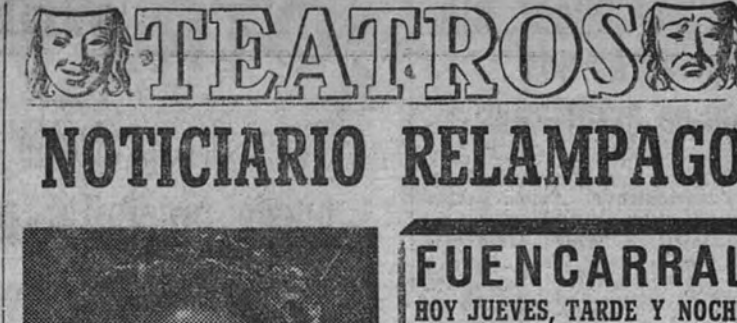 TEATROS
NOTICIARIO RELAMPAGO
FUENCARRAL
HOY JUEVES, TARDE Y NOCH